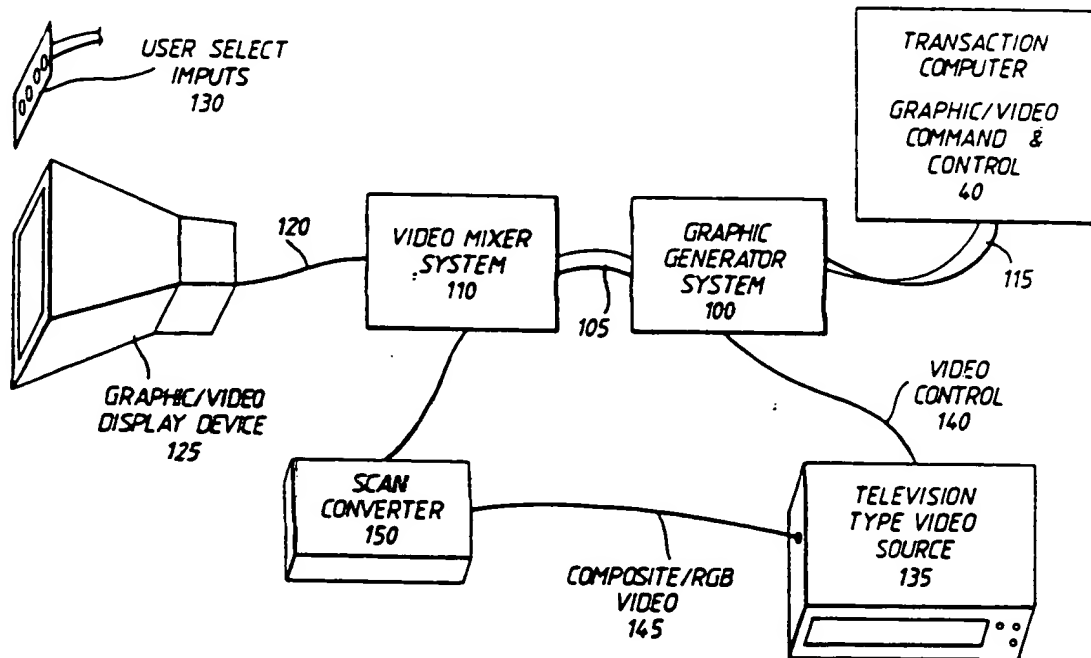 USER SELECT
IMPUTS
130
TRANSACTION
COMPUTER
GRAPHIC/VIDEO
COMMAND &
CONTROL
40
120
VIDEO MIXER
SYSTEM
110
105
GRAPHIC
GENERATOR
SYSTEM
100
115
GRAPHIC/VIDEO
DISPLAY DEVICE
125
VIDEO
CONTROL
140
SCAN
CONVERTER
150
COMPOSITE/RGB
VIDEO
145
TELEVISION
TYPE VIDEO
SOURCE
135